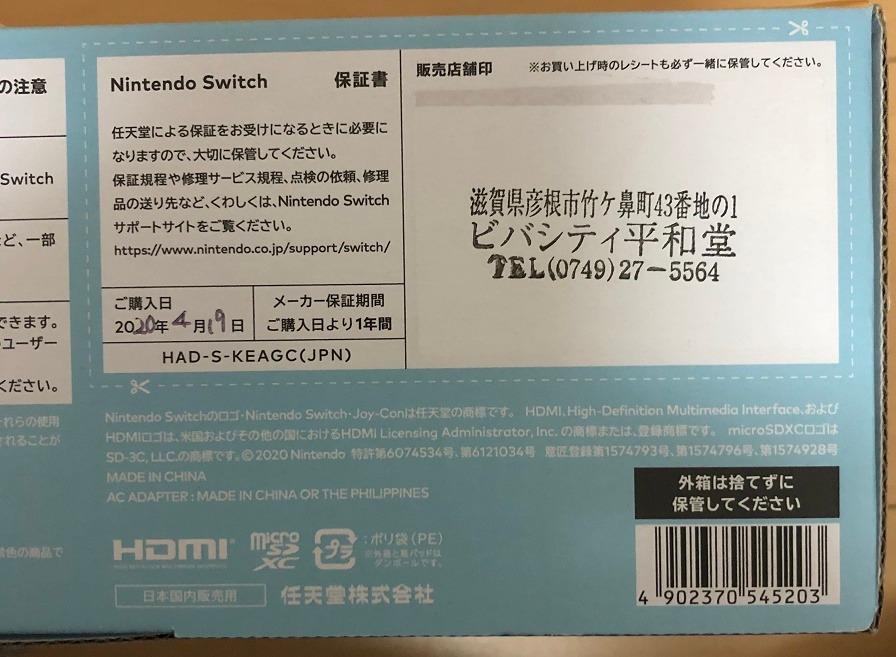 の注意
Switch
ど、一部
できます。
ユーザー
ください。
れらの使用
されることが
Nintendo Switch 保証書
任天堂による保証をお受けになるときに必要に
なりますので、大切に保管してください。
保証規程や修理サービス規程、点検の依頼、修理
品の送り先など、くわしくは、Nintendo Switch
サポートサイトをご覧ください。
https://www.nintendo.co.jp/support/switch/
ご購入日
2020年4月19日
メーカー保証期間
ご購入日より1年間
HAD-S-KEAGC(JPN)
販売店舗印 ※お買い上げ時のレシートも必ず一緒に保管してください。
滋賀県彦根市竹ケ鼻町43番地の1
ビバシティ平和堂
TEL(0749)27-5564
Nintendo Switchのロゴ・Nintendo Switch・Joy-Conは任天堂の商標です。 HDMI、High-Definition Multimedia Interface、および
HDMIロゴは、米国およびその他の国におけるHDMI Licensing Administrator, Inc. の商標または、登録商標です。 microSDXCロゴは
SD-3C, LLC.の商標です。©2020 Nintendo 特許第6074534号、第6121034号 意匠登録第1574793号、第1574796号、第1574928号
MADE IN CHINA
AC ADAPTER : MADE IN CHINA OR THE PHILIPPINES
色の商品で
HDMI
micro
SD
XC
プラ
:ポリ袋(PE)
ダンボールです。
日本国内販売用
任天堂株式会社
外箱は捨てずに
保管してください
4 902370 545203